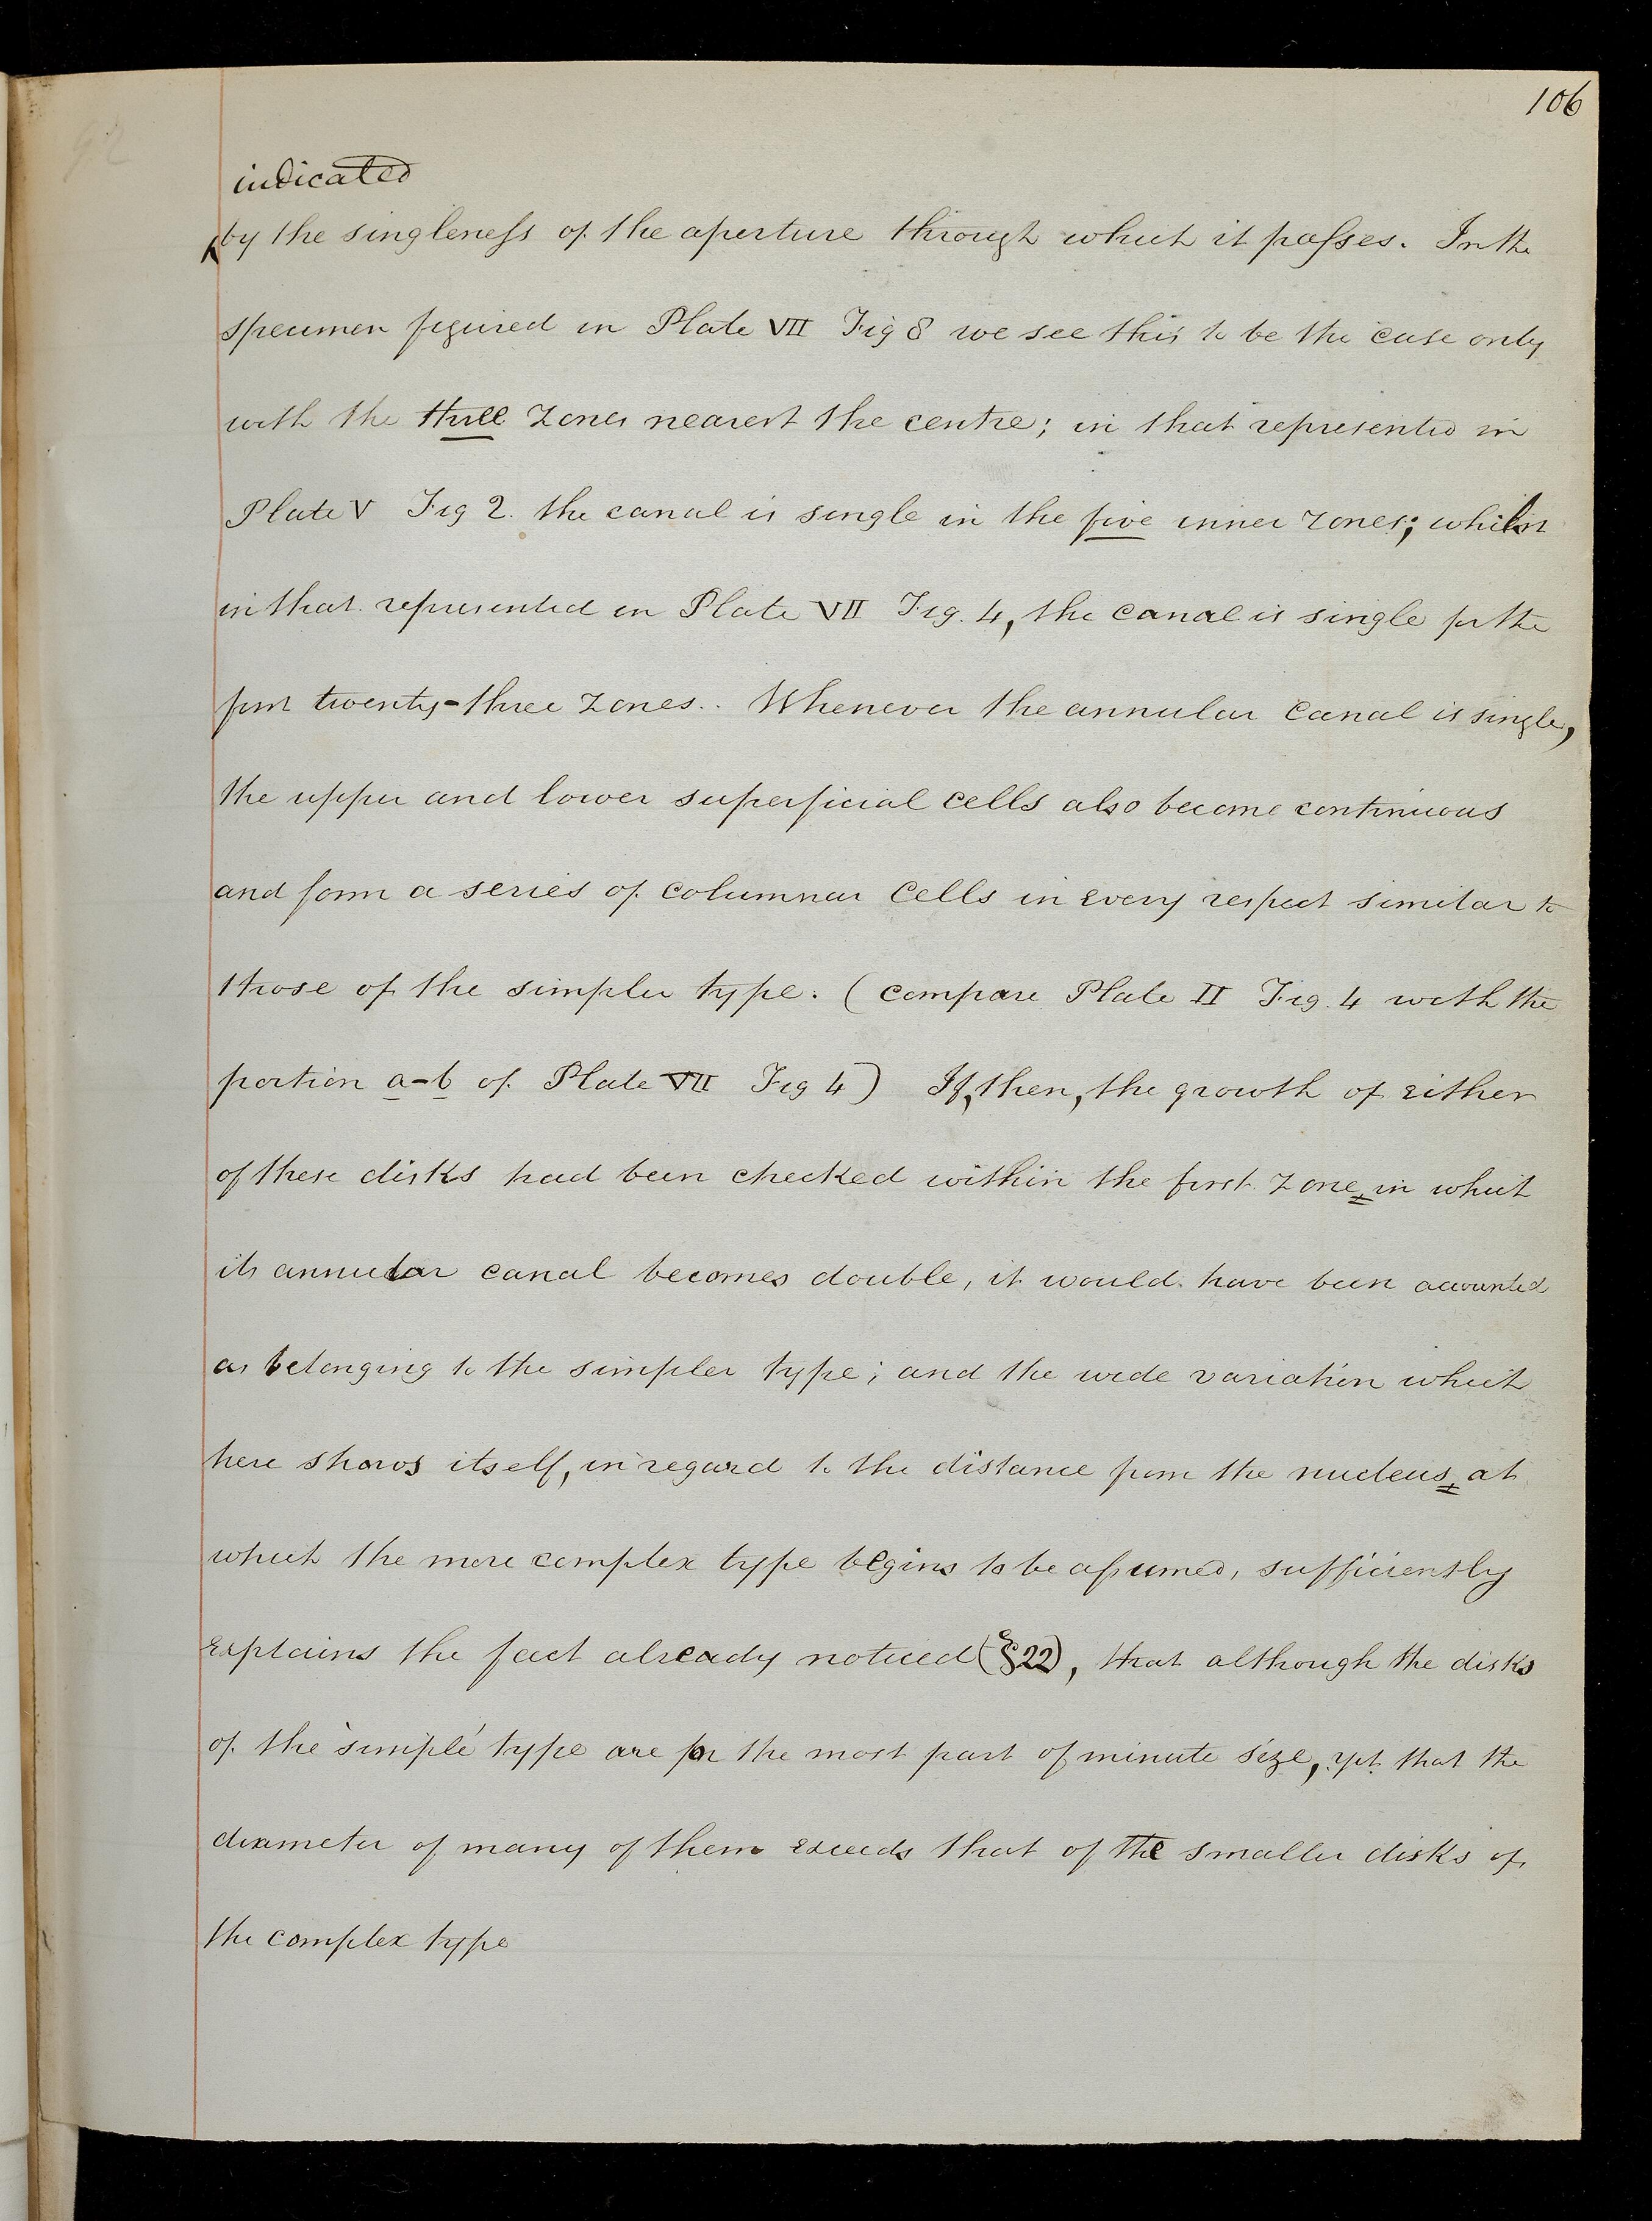 106
92
indicated
by the singleneſs of the aperture through which it paſses. In the
specimen figured in Plate VII Fig 8 we see this to be the case only
with the three zones nearest the centre; in that represented in
Plate V Fig 2. the canal is single in the five inner zones; whilst
in that represented in Plate VII Fig. 4, the canal is single for the
first twenty-three zones.. Whenever the annular canal is single,
the upper and lower superficial cells also become continuous
and form a series of columnar cells in every respect similar to
those of the simpler type. (compare Plate II Fig. 4 with the
portion a-b of Plate VII Fig 4) If, then, the growth of either
of these disks had been checked within the first zone in which
its annular canal becomes double, it would have been accounted
as belonging to the simpler type; and the wide variation which
here shows itself, in regard to the distance from the nucleus at
which the more complex type begins to be aſsumed, sufficiently
explains the fact already noticed (§22), that although the disks
of the 'simple' type are for the most part of minute size, yet that the
diameter of many of them exceeds that of the smaller disks of
the complex type